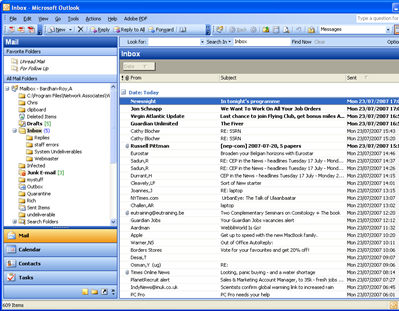 Inbox - Microsoft Outlook
File Edit View Go Tools Actions Adobe PDF
Type a question for
New Reply Reply to All Forward Back Messages
Mail Look for: Search In Inbox Find Now Clear Optio
Favorite Folders
Unread Mail
For Follow Up
All Mail Folders
Mailbox - Bardhan-Roy,A
C:\Program Files\Network Associates\
Chris
clipboard
Deleted Items
Drafts [5]
Inbox (5)
Replies
staff errors
System Undeliverables
Webmaster
Infected
Junk E-mail [3]
mystuff
Outbox
Quarantine
Rich
Sent Items
undeliverable
Search Folders
Mail
Calendar
Contacts
Tasks
609 Items
Inbox
Date
From Subject Sent
Date: Today
Newsnight In tonight's programme Mon 23/07/2007 17:
Jon Schnapp We Want To Work On All Your Job Orders Mon 23/07/2007
Virgin Atlantic Update Last chance to join Flying Club, get bonus miles A... Mon 23/07/2007
Guardian Unlimited The Fiver Mon 23/07/2007
Cathy Blocher RE: SSRN Mon 23/07/2007
Cathy Blocher RE: SSRN Mon 23/07/2007
Russell Pittman [nep-com] 2007-07-20, 5 papers Mon 23/07/2007
Eurostar Broaden your Belgian horizons with Eurostar Mon 23/07/2007 14:46
Sadun,R RE: CEP in the News - headlines Tuesday 17 July - Mond... Mon 23/07/2007
Sadun,R RE: CEP in the News - headlines Tuesday 17 July - Mond... Mon 23/07/2007
Durrant,H CEP in the News - headlines Tuesday 17 July - Monday ... Mon 23/07/2007
Cleavely,LP Sort of New starter Mon 23/07/2007
Joannes,J RE: laptop Mon 23/07/2007
NYTimes.com UrbanEye: The Talk of Ulaanbaatar Mon 23/07/2007
Challen,AR laptop Mon 23/07/2007
eutraining@eutraining.be Two Complementary Seminars on Comitology + The book Mon 23/07/2007
Guardian Jobs Your Guardian Jobs vacancies alert Mon 23/07/2007
Aardman WebbliWorld Is Go! Mon 23/07/2007
Apple Get up to speed with the new MacBook family. Mon 23/07/2007
Warner,NS Out of Office AutoReply: Mon 23/07/2007
Borders Stores Vote for your favourites and get 20% off! Mon 23/07/2007
Desai,T Mon 23/07/2007
Osman,Y (ug) RE: Mon 23/07/2007
Times Online News Looting, panic buying - and a water shortage Mon 23/07/2007
PlanetRecruit alert Sales & Marketing Account Manager, to 35k - fresh jobs ... Mon 23/07/2007
IndyNews@inuk.co.uk Scientists confirm global warming link to increased rain Mon 23/07/2007
PC Pro PC Pro needs your help Mon 23/07/2007